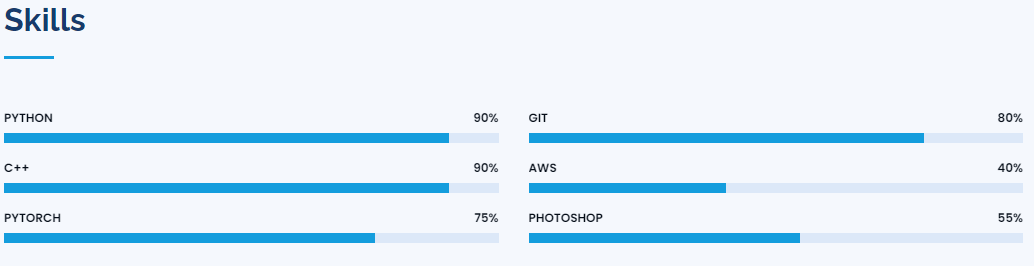 Skills
PYTHON 90%
C++ 90%
PYTORCH 75%
GIT 80%
AWS 40%
PHOTOSHOP 55%